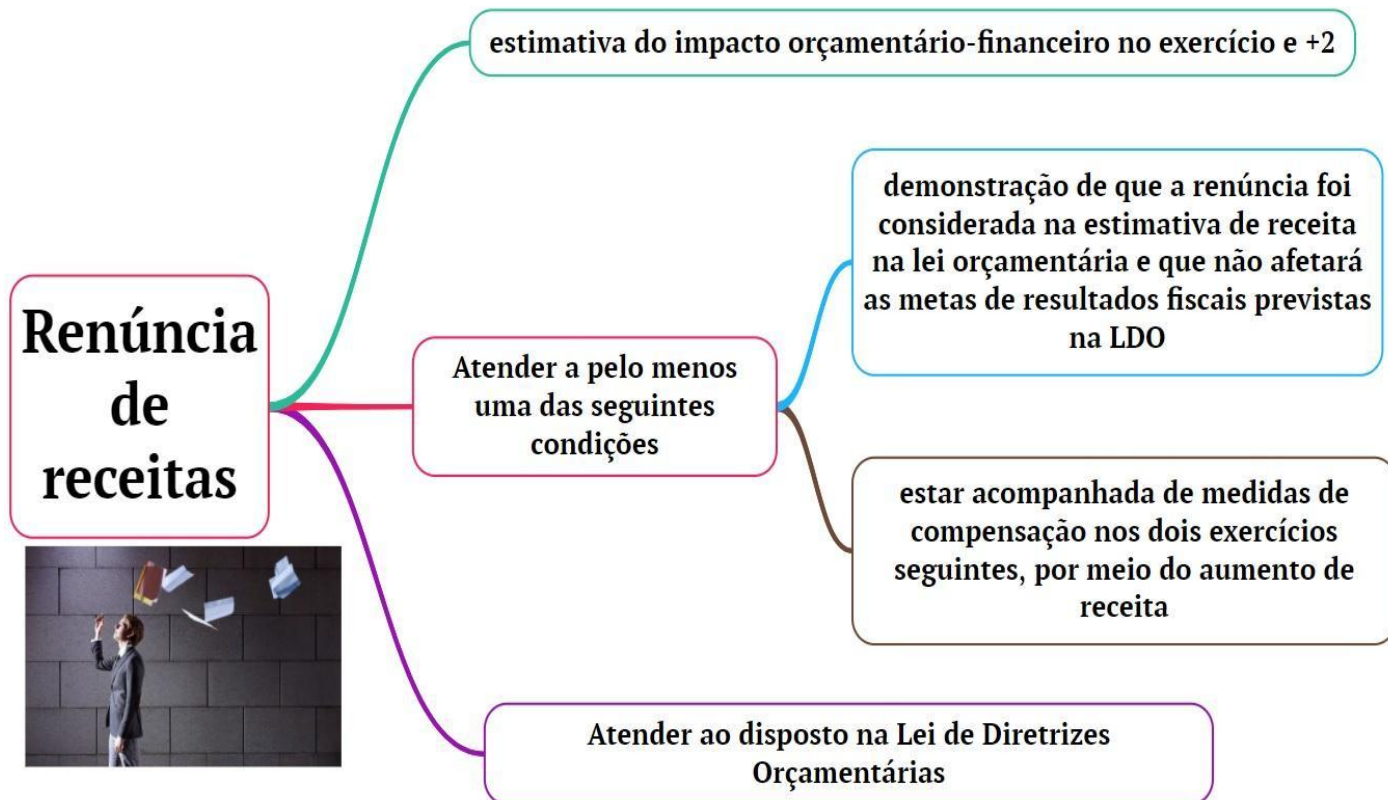 estimativa do impacto orçamentário-financeiro no exercício e +2
Renúncia
de
receitas
Atender a pelo menos
uma das seguintes
condições
demonstração de que a renúncia foi
considerada na estimativa de receita
na lei orçamentária e que não afetará
as metas de resultados fiscais previstas
na LDO
estar acompanhada de medidas de
compensação nos dois exercícios
seguintes, por meio do aumento de
receita
Atender ao disposto na Lei de Diretrizes
Orçamentárias